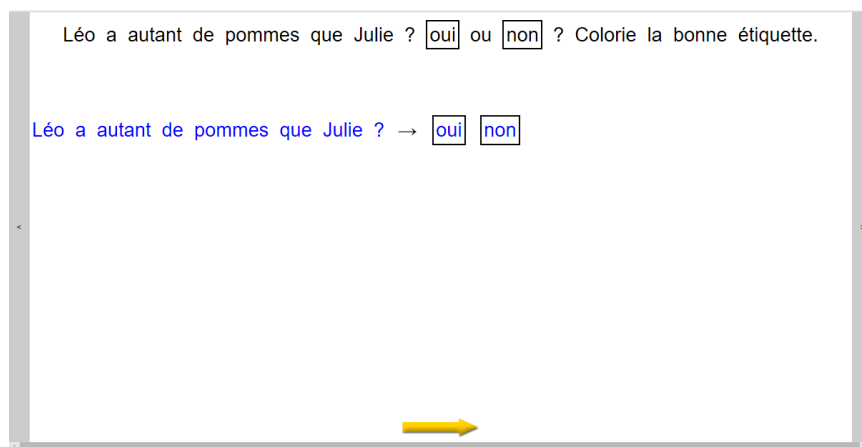 Léo a autant de pommes que Julie ? oui ou non ? Colorie la bonne étiquette.
Léo a autant de pommes que Julie ? → oui non